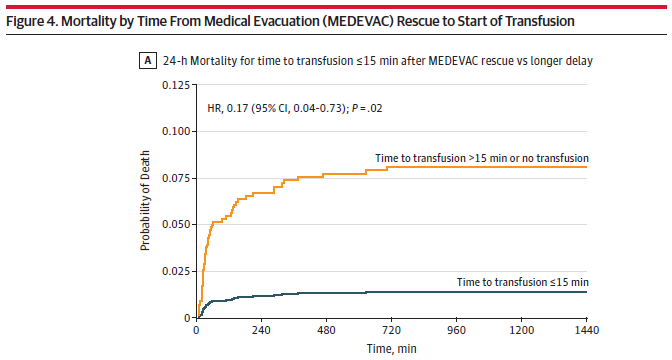 Figure 4. Mortality by Time From Medical Evacuation (MEDEVAC) Rescue to Start of Transfusion
A 24-h Mortality for time to transfusion ≤15 min after MEDEVAC rescue vs longer delay
0.125
HR, 0.17 (95% CI, 0.04-0.73); P = .02
0.100
Time to transfusion >15 min or no transfusion
0.075
Probability of Death
0.050
0.025
Time to transfusion ≤15 min
0
0 240 480 720 960 1200 1440
Time, min